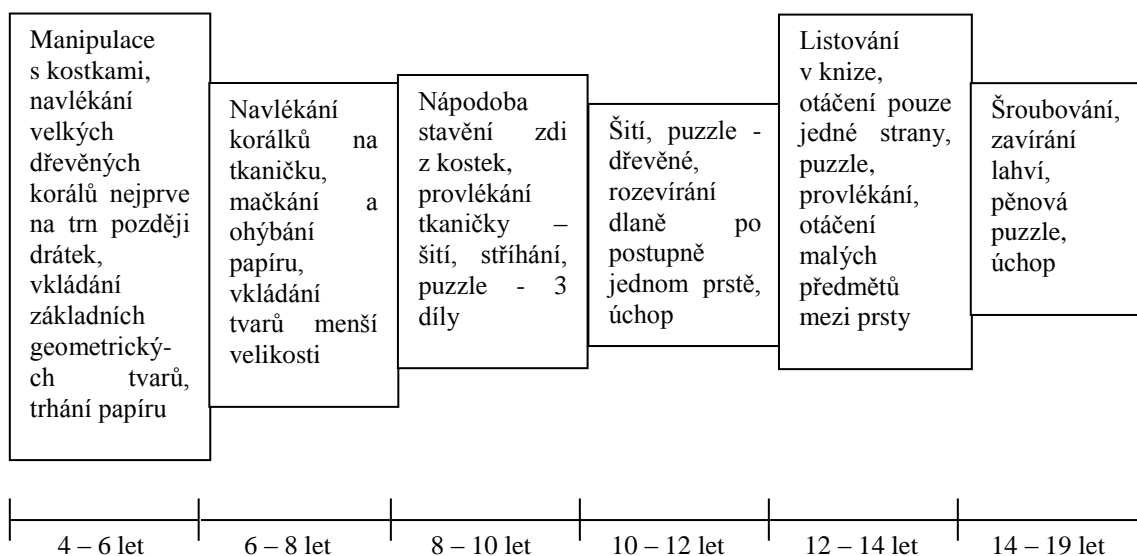 Manipulace
s kostkami,
navlékání
velkých
dřevěných
korálů nejprve
na trn později
drátek,
vkládání
základních
geometrický-
ch tvarů,
trhání papíru
Navlékání
korálků na
tkaničku,
mačkání a
ohýbání
papíru,
vkládání
tvarů menší
velikosti
Nápodoba
stavění zdi
z kostek,
provlékání
tkaničky –
šití, stříhání,
puzzle - 3
díly
Šití, puzzle -
dřevěné,
rozevírání
dlaně po
postupně
jednom prstě,
úchop
Listování
v knize,
otáčení pouze
jedné strany,
puzzle,
provlékání,
otáčení
malých
předmětů
mezi prsty
Šroubování,
zavírání
lahví,
pěnová
puzzle,
úchop
4 – 6 let
6 – 8 let
8 – 10 let
10 – 12 let
12 – 14 let
14 – 19 let